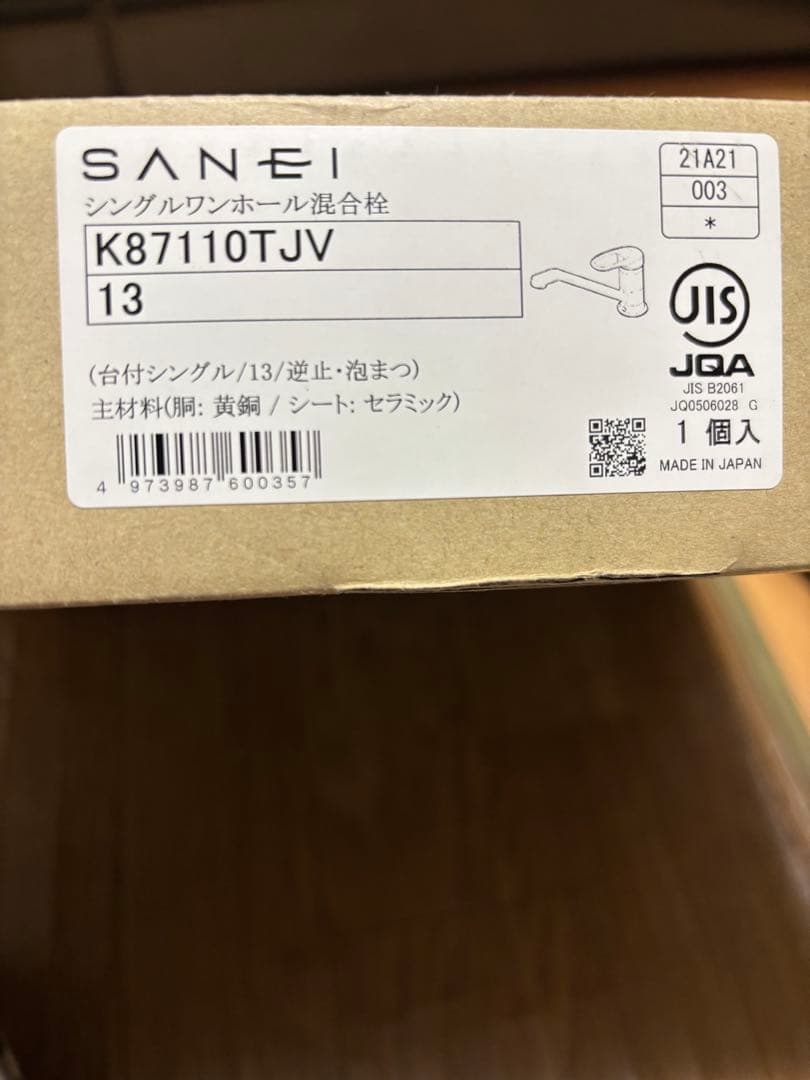 SANEI
シングルワンホール混合栓
K87110TJV
13
21A21
003
*
(台付シングル/13/逆止・泡まつ)
主材料(胴: 黄銅 / シート: セラミック)
4 973987 600357
JIS
JQA
JIS B2061
JQ0506028 G
1 個入
MADE IN JAPAN